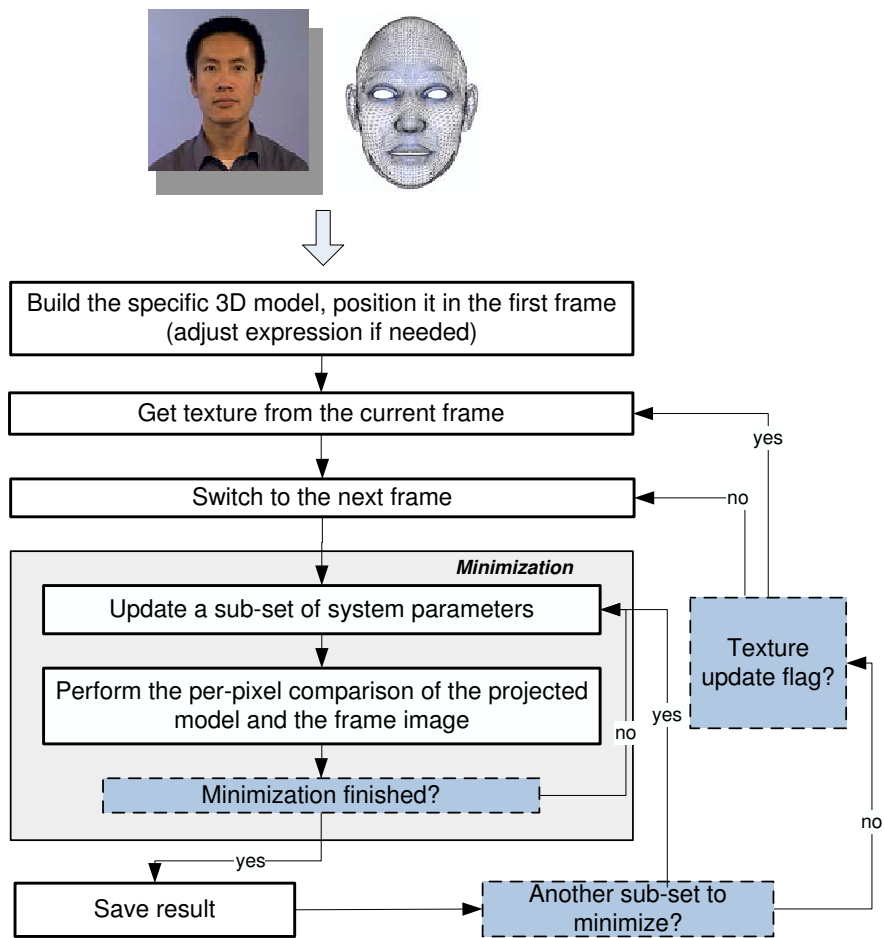 Build the specific 3D model, position it in the first frame
(adjust expression if needed)
Get texture from the current frame
yes
Switch to the next frame
no
Minimization
Update a sub-set of system parameters
Texture
update flag?
Perform the per-pixel comparison of the projected
model and the frame image
yes
no
Minimization finished?
no
yes
Save result
Another sub-set to
minimize?